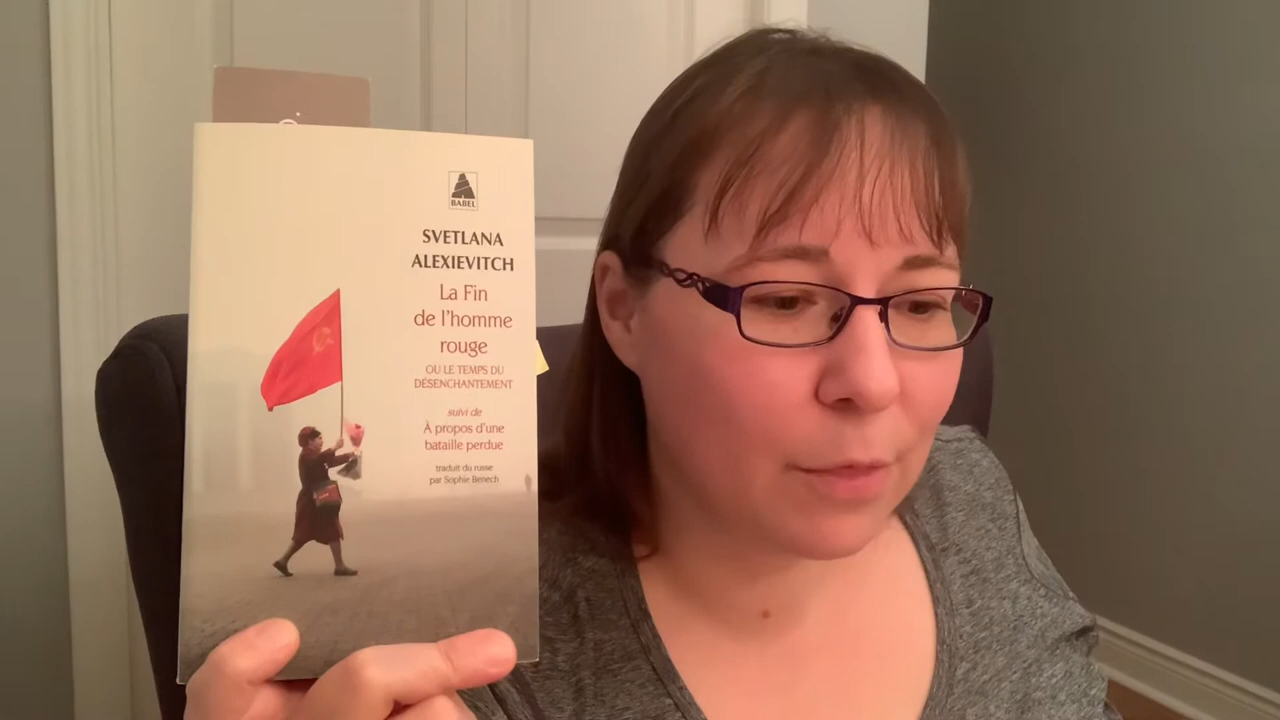 BABEL
SVETLANA
ALEXIEVITCH
La Fin
de l'homme
rouge
OU LE TEMPS DU
DÉSENCHANTEMENT
suivi de
À propos d'une
bataille perdue
traduit du russe
par Sophie Benech